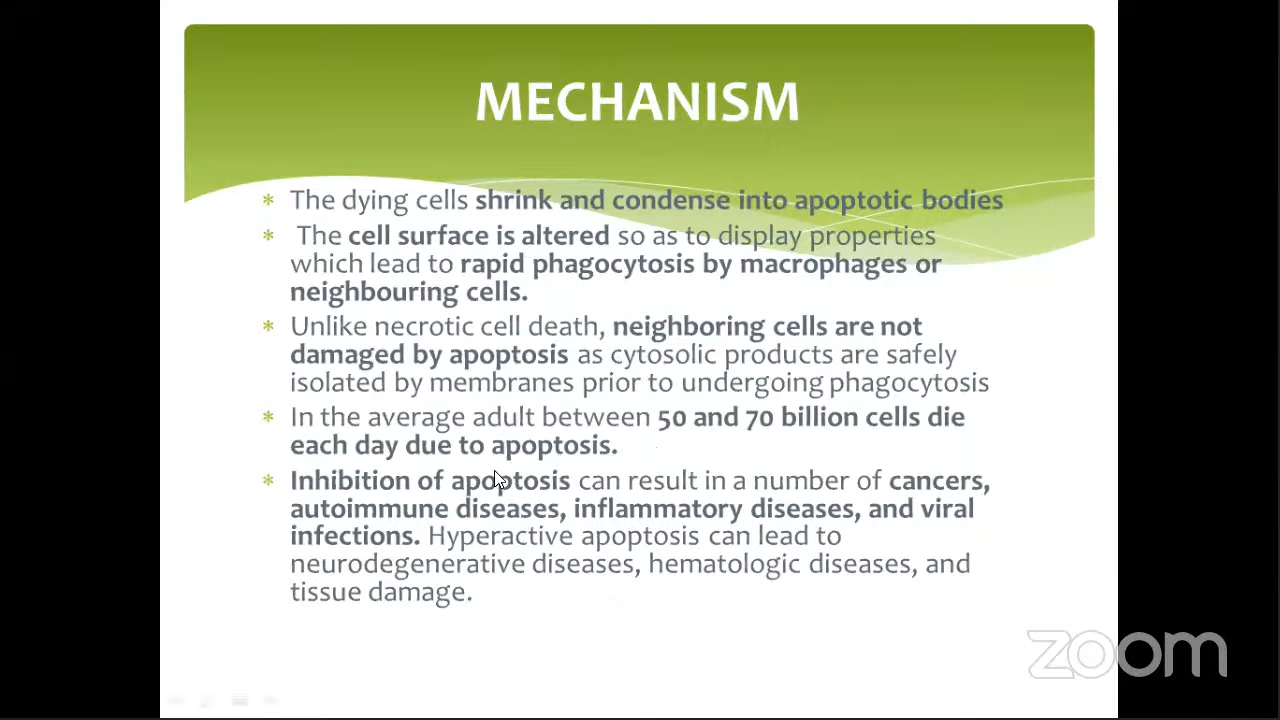 MECHANISM
* The dying cells shrink and condense into apoptotic bodies
* The cell surface is altered so as to display properties
which lead to rapid phagocytosis by macrophages or
neighbouring cells.
* Unlike necrotic cell death, neighboring cells are not
damaged by apoptosis as cytosolic products are safely
isolated by membranes prior to undergoing phagocytosis
* In the average adult between 50 and 70 billion cells die
each day due to apoptosis.
* Inhibition of apoptosis can result in a number of cancers,
autoimmune diseases, inflammatory diseases, and viral
infections. Hyperactive apoptosis can lead to
neurodegenerative diseases, hematologic diseases, and
tissue damage.
zoom